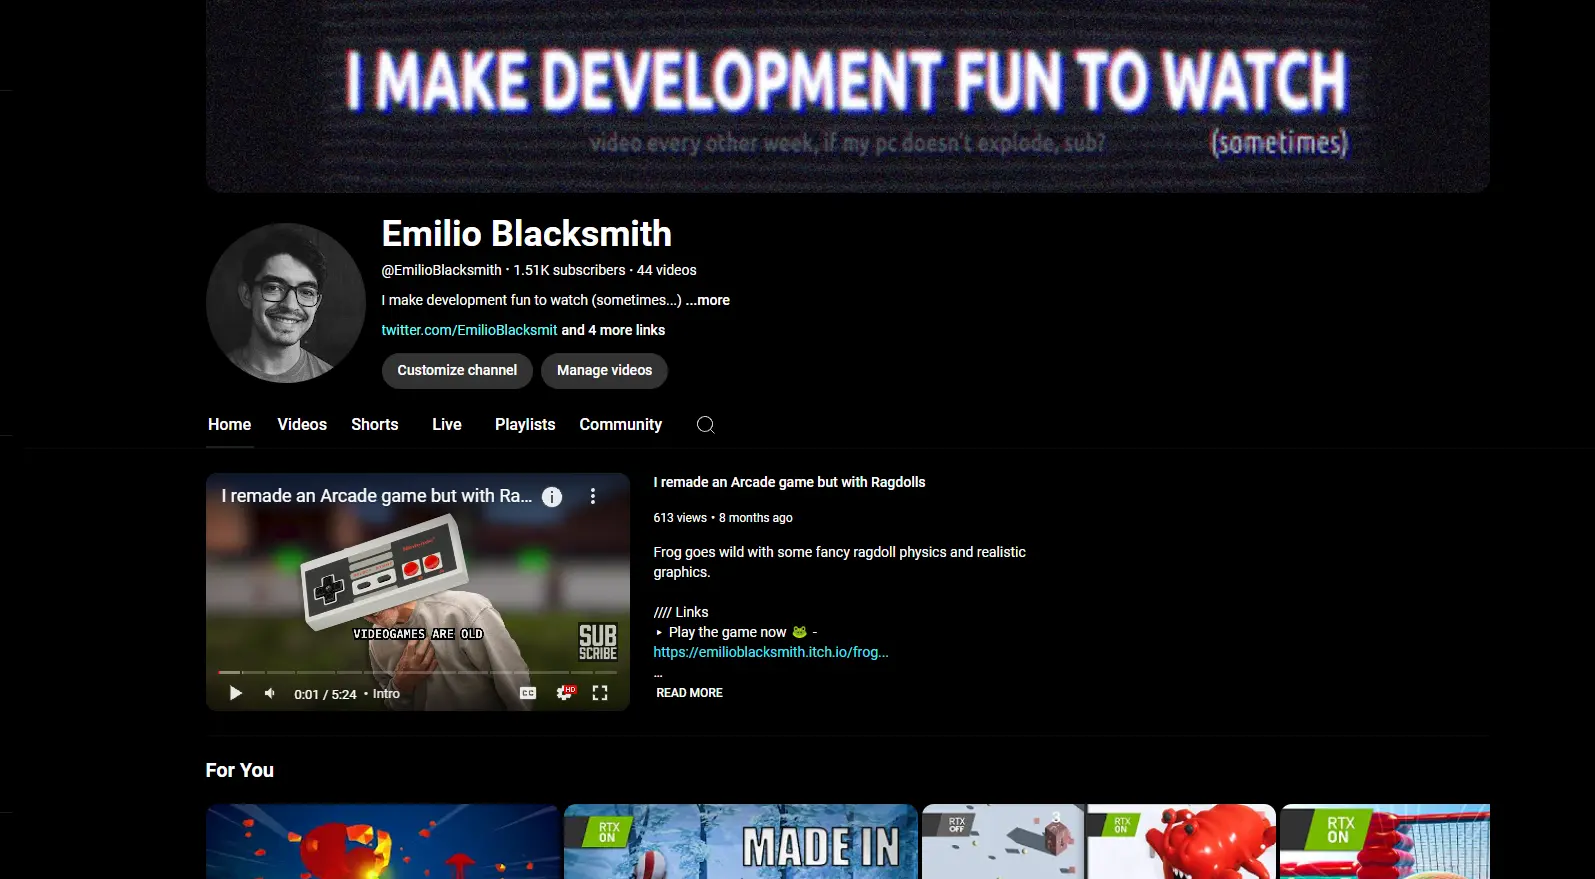 I MAKE DEVELOPMENT FUN TO WATCH
video every other week, if my pc doesn't explode, sub?
(sometimes)
Emilio Blacksmith
@EmilioBlacksmith • 1.51K subscribers • 44 videos
I make development fun to watch (sometimes...) ...more
twitter.com/EmilioBlacksmit and 4 more links
Customize channel
Manage videos
Home
Videos
Shorts
Live
Playlists
Community
I remade an Arcade game but with Ra...
VIDEOGAMES ARE OLD
SUB
SCRIBE
0:01 / 5:24 • Intro
CC
HD
I remade an Arcade game but with Ragdolls
613 views • 8 months ago
Frog goes wild with some fancy ragdoll physics and realistic
graphics.
//// Links
‣ Play the game now 🐸 -
https://emilioblacksmith.itch.io/frog...
...
READ MORE
For You
RTX
ON
MADE IN
RTX
OFF
3
RTX
ON
RTX
ON